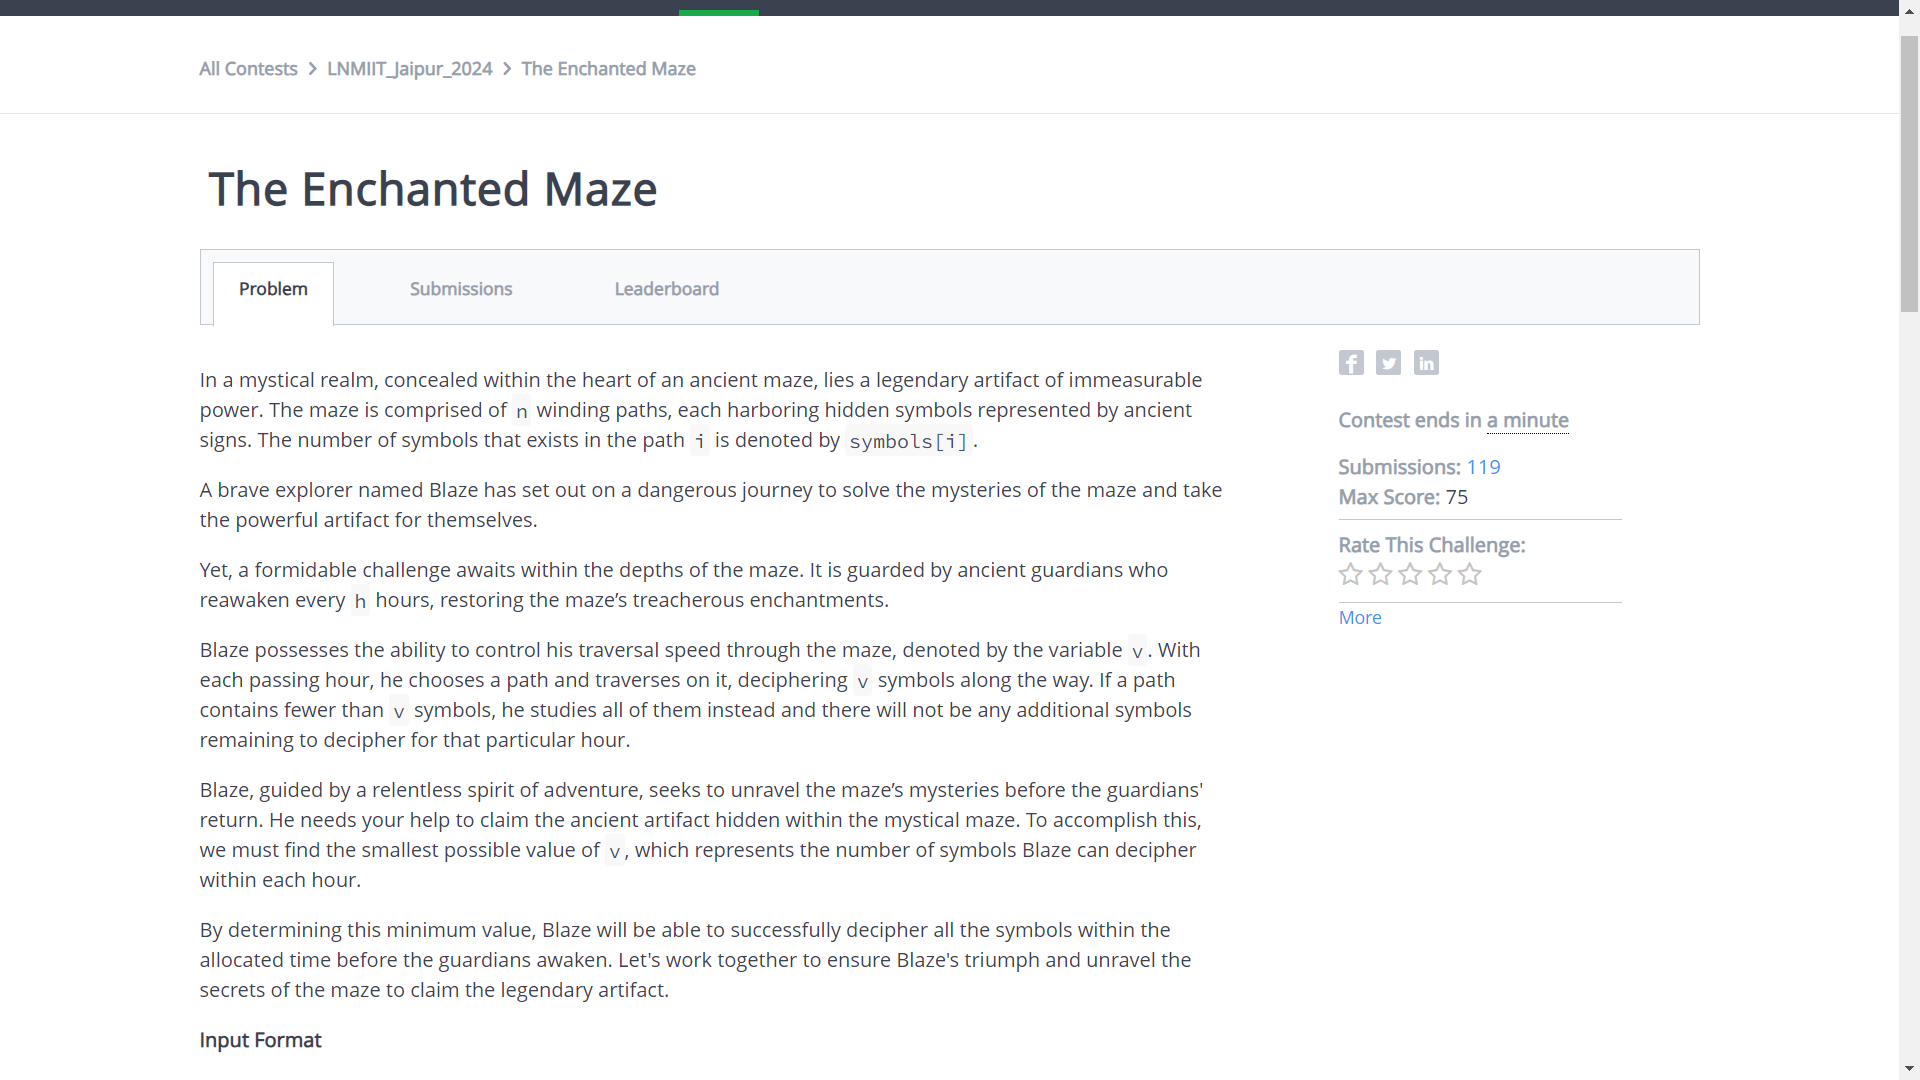 All Contests > LNMIIT_Jaipur_2024 > The Enchanted Maze
The Enchanted Maze
Problem
Submissions
Leaderboard
In a mystical realm, concealed within the heart of an ancient maze, lies a legendary artifact of immeasurable
power. The maze is comprised of n winding paths, each harboring hidden symbols represented by ancient
signs. The number of symbols that exists in the path i is denoted by symbols[i].
A brave explorer named Blaze has set out on a dangerous journey to solve the mysteries of the maze and take
the powerful artifact for themselves.
Yet, a formidable challenge awaits within the depths of the maze. It is guarded by ancient guardians who
reawaken every h hours, restoring the maze’s treacherous enchantments.
Blaze possesses the ability to control his traversal speed through the maze, denoted by the variable v. With
each passing hour, he chooses a path and traverses on it, deciphering v symbols along the way. If a path
contains fewer than v symbols, he studies all of them instead and there will not be any additional symbols
remaining to decipher for that particular hour.
Blaze, guided by a relentless spirit of adventure, seeks to unravel the maze’s mysteries before the guardians'
return. He needs your help to claim the ancient artifact hidden within the mystical maze. To accomplish this,
we must find the smallest possible value of v, which represents the number of symbols Blaze can decipher
within each hour.
By determining this minimum value, Blaze will be able to successfully decipher all the symbols within the
allocated time before the guardians awaken. Let's work together to ensure Blaze's triumph and unravel the
secrets of the maze to claim the legendary artifact.
Input Format
f
in
Contest ends in a minute
Submissions: 119
Max Score: 75
Rate This Challenge:
More